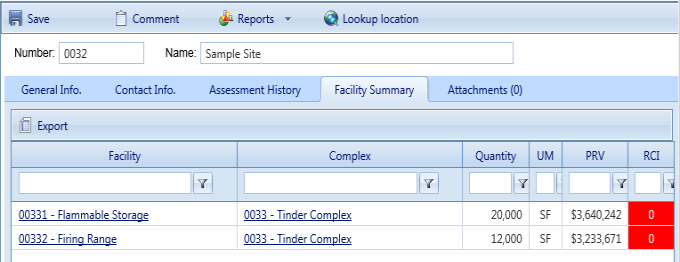 Save Comment Reports Lookup location
Number: 0032 Name: Sample Site
General Info. Contact Info. Assessment History Facility Summary Attachments (0)
Export
Facility Complex Quantity UM PRV RCI
00331 - Flammable Storage 0033 - Tinder Complex 20,000 SF $3,640,242 0
00332 - Firing Range 0033 - Tinder Complex 12,000 SF $3,233,671 0